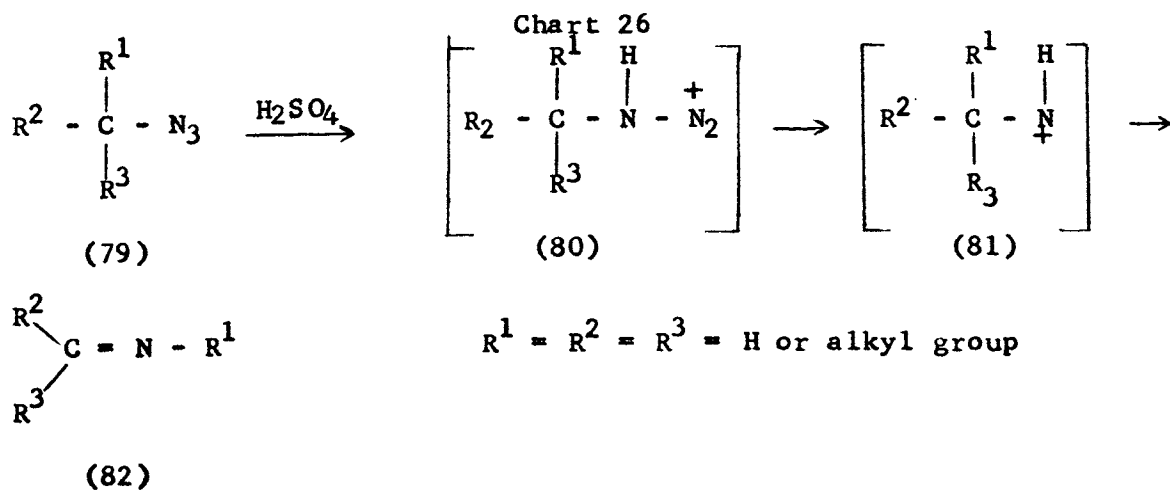 Chart 26
R¹ R¹ H R¹ H
R² - C - N₃ H₂SO₄ R₂ - C - N - N₂ + R² - C - N +
R³ R³ R₃
(79) (80) (81)
R²
C = N - R¹ R¹ = R² = R³ = H or alkyl group
R³
(82)